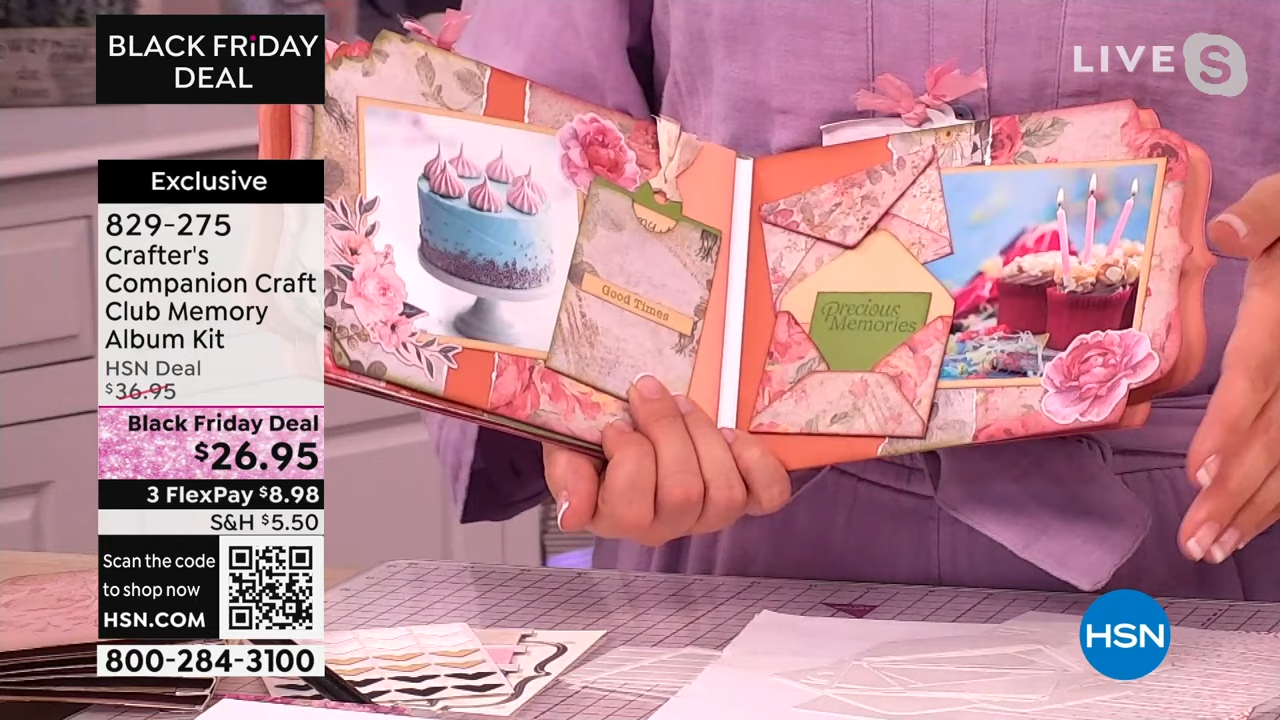 BLACK FRiDAY
DEAL
LIVE S
Exclusive
829-275
Crafter's
Companion Craft
Club Memory
Album Kit
HSN Deal
$36.95
Black Friday Deal
$26.95
3 FlexPay $8.98
S&H $5.50
Scan the code
to shop now
HSN.COM
800-284-3100
my
Good Times
Precious
Memories
HSN